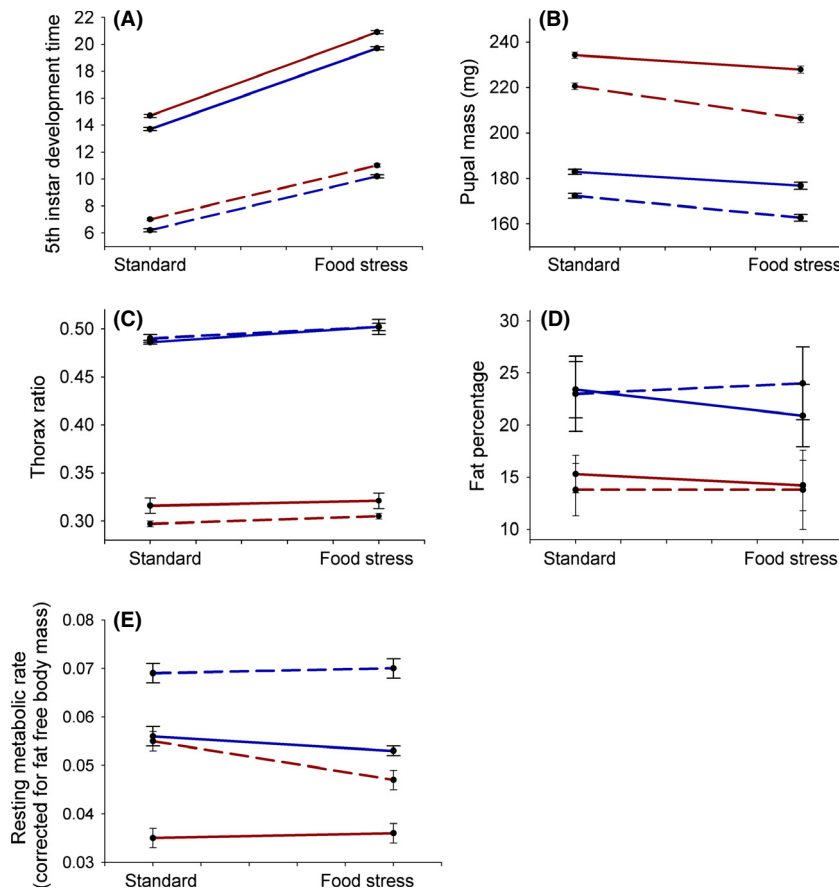 (A)
5th instar development time
22
20
18
16
14
12
10
8
6
Standard
Food stress
(B)
Pupal mass (mg)
240
220
200
180
160
Standard
Food stress
(C)
Thorax ratio
0.50
0.45
0.40
0.35
0.30
Standard
Food stress
(D)
Fat percentage
30
25
20
15
10
Standard
Food stress
(E)
Resting metabolic rate
(corrected for fat free body mass)
0.08
0.07
0.06
0.05
0.04
0.03
Standard
Food stress